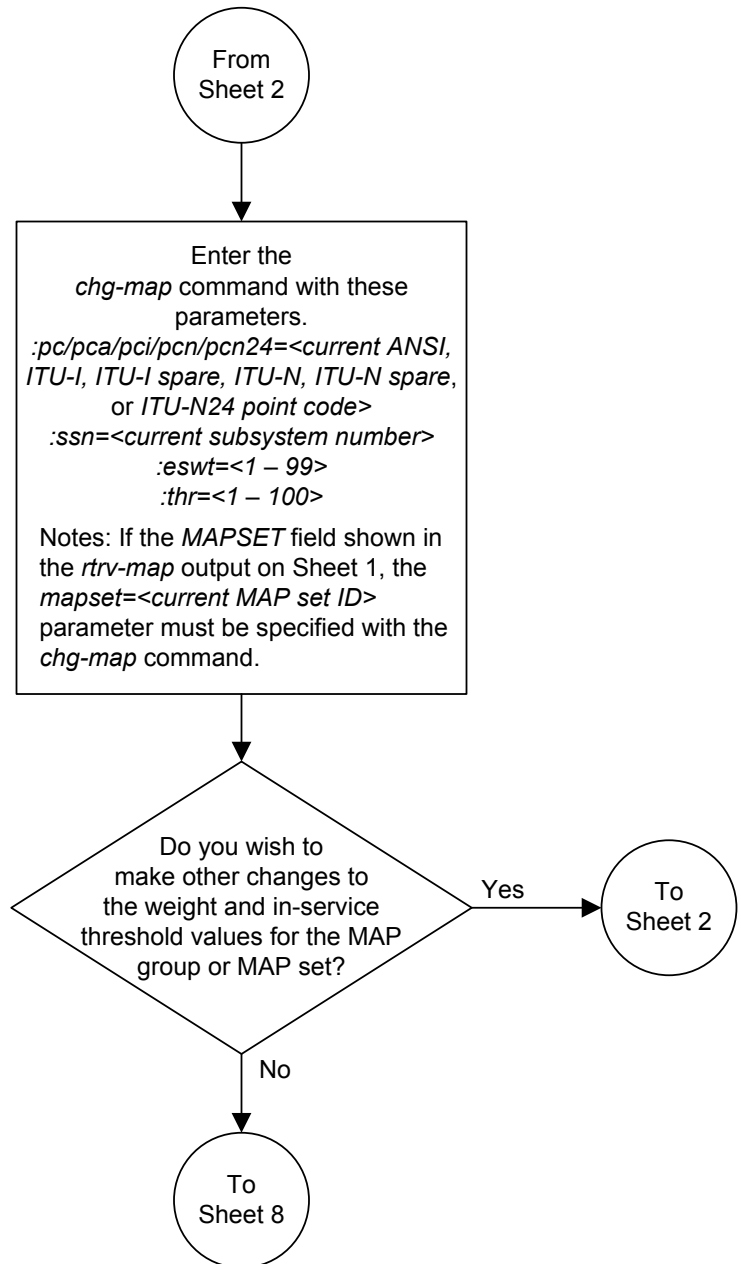 From
Sheet 2
Enter the
chg-map command with these
parameters.
:pc/pca/pci/pcn/pcn24=<current ANSI,
ITU-I, ITU-I spare, ITU-N, ITU-N spare,
or ITU-N24 point code>
:ssn=<current subsystem number>
:eswt=<1 – 99>
:thr=<1 – 100>
Notes: If the MAPSET field shown in
the rtrv-map output on Sheet 1, the
mapset=<current MAP set ID>
parameter must be specified with the
chg-map command.
Do you wish to
make other changes to
the weight and in-service
threshold values for the MAP
group or MAP set?
Yes
To
Sheet 2
No
To
Sheet 8